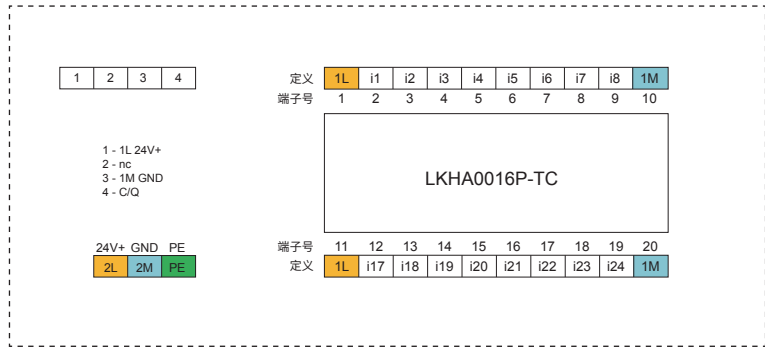 1 2 3 4
定义 1L i1 i2 i3 i4 i5 i6 i7 i8 1M
端子号 1 2 3 4 5 6 7 8 9 10
1 - 1L 24V+
2 - nc
3 - 1M GND
4 - C/Q
LKHA0016P-TC
24V+ GND PE
2L 2M PE
端子号 11 12 13 14 15 16 17 18 19 20
定义 1L i17 i18 i19 i20 i21 i22 i23 i24 1M